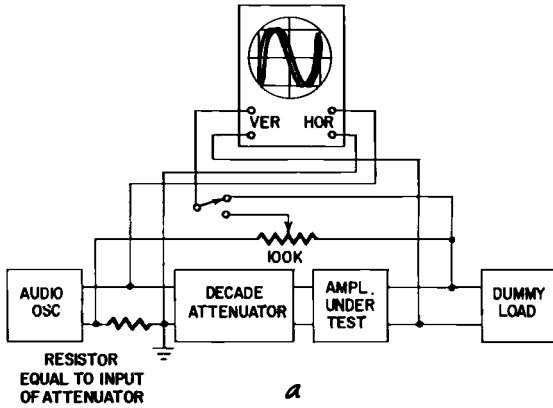 VER HOR
100K
AUDIO
OSC
DECADE
ATTENUATOR
AMPL.
UNDER
TEST
DUMMY
LOAD
RESISTOR
EQUAL TO INPUT
OF ATTENUATOR
a